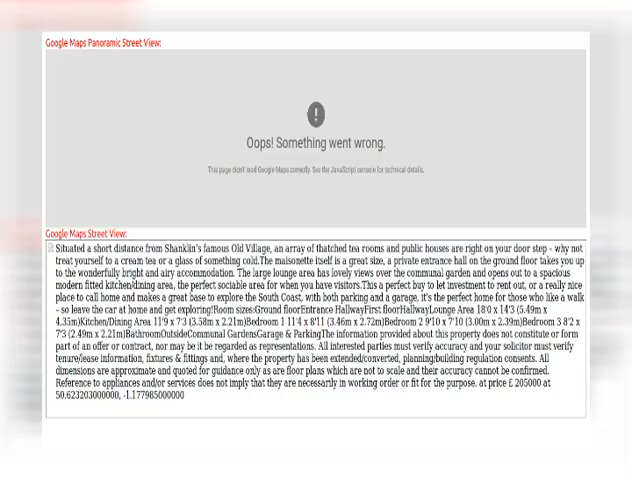 Google Maps Panoramic Street View:
Oops! Something went wrong.
This page didn't load Google Maps correctly. See the JavaScript console for technical details.
Google Maps Street View:
Situated a short distance from Shanklin's famous Old Village, an array of thatched tea rooms and public houses are right on your door step – why not
treat yourself to a cream tea or a glass of something cold.The maisonette itself is a great size, a private entrance hall on the ground floor takes you up
to the wonderfully bright and airy accommodation. The large lounge area has lovely views over the communal garden and opens out to a spacious
modern fitted kitchen/dining area, the perfect sociable area for when you have visitors.This a perfect buy to let investment to rent out, or a really nice
place to call home and makes a great base to explore the South Coast, with both parking and a garage, it's the perfect home for those who like a walk
– so leave the car at home and get exploring!Room sizes:Ground floorEntrance HallwayFirst floorHallwayLounge Area 18'0 x 14'3 (5.49m x
4.35m)Kitchen/Dining Area 11'9 x 7'3 (3.58m x 2.21m)Bedroom 1 11'4 x 8'11 (3.46m x 2.72m)Bedroom 2 9'10 x 7'10 (3.00m x 2.39m)Bedroom 3 8'2 x
7'3 (2.49m x 2.21m)BathroomOutsideCommunal GardensGarage & ParkingThe information provided about this property does not constitute or form
part of an offer or contract, nor may it be regarded as representations. All interested parties must verify accuracy and your solicitor must verify
tenure/lease information, fixtures & fittings and, where the property has been extended/converted, planning/building regulation consents. All
dimensions are approximate and quoted for guidance only as are floor plans which are not to scale and their accuracy cannot be confirmed.
Reference to appliances and/or services does not imply that they are necessarily in working order or fit for the purpose. at price £ 205000 at
50.623203000000, -1.177985000000